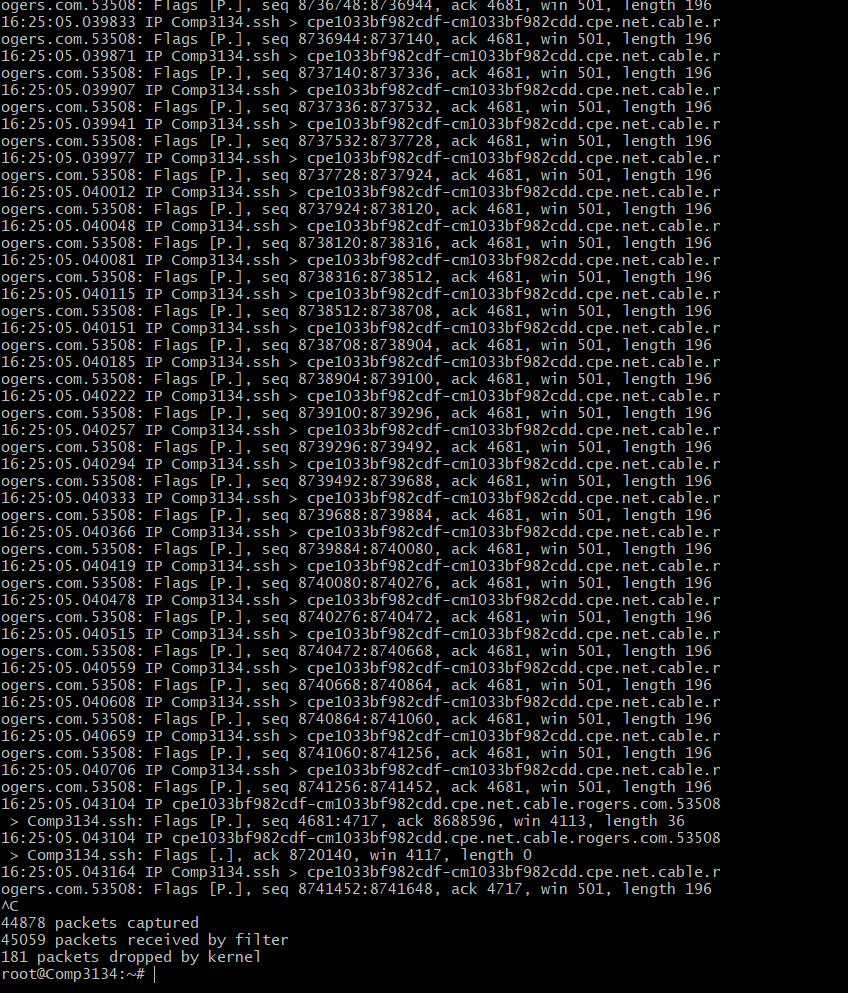 ogers.com.53508: Flags [P.], seq 8736748:8736944, ack 4681, win 501, length 196
16:25:05.039833 IP Comp3134.ssh > cpe1033bf982cdf-cm1033bf982cdd.cpe.net.cable.r
ogers.com.53508: Flags [P.], seq 8736944:8737140, ack 4681, win 501, length 196
16:25:05.039871 IP Comp3134.ssh > cpe1033bf982cdf-cm1033bf982cdd.cpe.net.cable.r
ogers.com.53508: Flags [P.], seq 8737140:8737336, ack 4681, win 501, length 196
16:25:05.039907 IP Comp3134.ssh > cpe1033bf982cdf-cm1033bf982cdd.cpe.net.cable.r
ogers.com.53508: Flags [P.], seq 8737336:8737532, ack 4681, win 501, length 196
16:25:05.039941 IP Comp3134.ssh > cpe1033bf982cdf-cm1033bf982cdd.cpe.net.cable.r
ogers.com.53508: Flags [P.], seq 8737532:8737728, ack 4681, win 501, length 196
16:25:05.039977 IP Comp3134.ssh > cpe1033bf982cdf-cm1033bf982cdd.cpe.net.cable.r
ogers.com.53508: Flags [P.], seq 8737728:8737924, ack 4681, win 501, length 196
16:25:05.040012 IP Comp3134.ssh > cpe1033bf982cdf-cm1033bf982cdd.cpe.net.cable.r
ogers.com.53508: Flags [P.], seq 8737924:8738120, ack 4681, win 501, length 196
16:25:05.040048 IP Comp3134.ssh > cpe1033bf982cdf-cm1033bf982cdd.cpe.net.cable.r
ogers.com.53508: Flags [P.], seq 8738120:8738316, ack 4681, win 501, length 196
16:25:05.040081 IP Comp3134.ssh > cpe1033bf982cdf-cm1033bf982cdd.cpe.net.cable.r
ogers.com.53508: Flags [P.], seq 8738316:8738512, ack 4681, win 501, length 196
16:25:05.040115 IP Comp3134.ssh > cpe1033bf982cdf-cm1033bf982cdd.cpe.net.cable.r
ogers.com.53508: Flags [P.], seq 8738512:8738708, ack 4681, win 501, length 196
16:25:05.040151 IP Comp3134.ssh > cpe1033bf982cdf-cm1033bf982cdd.cpe.net.cable.r
ogers.com.53508: Flags [P.], seq 8738708:8738904, ack 4681, win 501, length 196
16:25:05.040185 IP Comp3134.ssh > cpe1033bf982cdf-cm1033bf982cdd.cpe.net.cable.r
ogers.com.53508: Flags [P.], seq 8738904:8739100, ack 4681, win 501, length 196
16:25:05.040222 IP Comp3134.ssh > cpe1033bf982cdf-cm1033bf982cdd.cpe.net.cable.r
ogers.com.53508: Flags [P.], seq 8739100:8739296, ack 4681, win 501, length 196
16:25:05.040257 IP Comp3134.ssh > cpe1033bf982cdf-cm1033bf982cdd.cpe.net.cable.r
ogers.com.53508: Flags [P.], seq 8739296:8739492, ack 4681, win 501, length 196
16:25:05.040294 IP Comp3134.ssh > cpe1033bf982cdf-cm1033bf982cdd.cpe.net.cable.r
ogers.com.53508: Flags [P.], seq 8739492:8739688, ack 4681, win 501, length 196
16:25:05.040333 IP Comp3134.ssh > cpe1033bf982cdf-cm1033bf982cdd.cpe.net.cable.r
ogers.com.53508: Flags [P.], seq 8739688:8739884, ack 4681, win 501, length 196
16:25:05.040366 IP Comp3134.ssh > cpe1033bf982cdf-cm1033bf982cdd.cpe.net.cable.r
ogers.com.53508: Flags [P.], seq 8739884:8740080, ack 4681, win 501, length 196
16:25:05.040419 IP Comp3134.ssh > cpe1033bf982cdf-cm1033bf982cdd.cpe.net.cable.r
ogers.com.53508: Flags [P.], seq 8740080:8740276, ack 4681, win 501, length 196
16:25:05.040478 IP Comp3134.ssh > cpe1033bf982cdf-cm1033bf982cdd.cpe.net.cable.r
ogers.com.53508: Flags [P.], seq 8740276:8740472, ack 4681, win 501, length 196
16:25:05.040515 IP Comp3134.ssh > cpe1033bf982cdf-cm1033bf982cdd.cpe.net.cable.r
ogers.com.53508: Flags [P.], seq 8740472:8740668, ack 4681, win 501, length 196
16:25:05.040559 IP Comp3134.ssh > cpe1033bf982cdf-cm1033bf982cdd.cpe.net.cable.r
ogers.com.53508: Flags [P.], seq 8740668:8740864, ack 4681, win 501, length 196
16:25:05.040608 IP Comp3134.ssh > cpe1033bf982cdf-cm1033bf982cdd.cpe.net.cable.r
ogers.com.53508: Flags [P.], seq 8740864:8741060, ack 4681, win 501, length 196
16:25:05.040659 IP Comp3134.ssh > cpe1033bf982cdf-cm1033bf982cdd.cpe.net.cable.r
ogers.com.53508: Flags [P.], seq 8741060:8741256, ack 4681, win 501, length 196
16:25:05.040706 IP Comp3134.ssh > cpe1033bf982cdf-cm1033bf982cdd.cpe.net.cable.r
ogers.com.53508: Flags [P.], seq 8741256:8741452, ack 4681, win 501, length 196
16:25:05.043104 IP cpe1033bf982cdf-cm1033bf982cdd.cpe.net.cable.rogers.com.53508
 > Comp3134.ssh: Flags [P.], seq 4681:4717, ack 8688596, win 4113, length 36
16:25:05.043104 IP cpe1033bf982cdf-cm1033bf982cdd.cpe.net.cable.rogers.com.53508
 > Comp3134.ssh: Flags [.], ack 8720140, win 4117, length 0
16:25:05.043164 IP Comp3134.ssh > cpe1033bf982cdf-cm1033bf982cdd.cpe.net.cable.r
ogers.com.53508: Flags [P.], seq 8741452:8741648, ack 4717, win 501, length 196
^C
44878 packets captured
45059 packets received by filter
181 packets dropped by kernel
root@Comp3134:~#